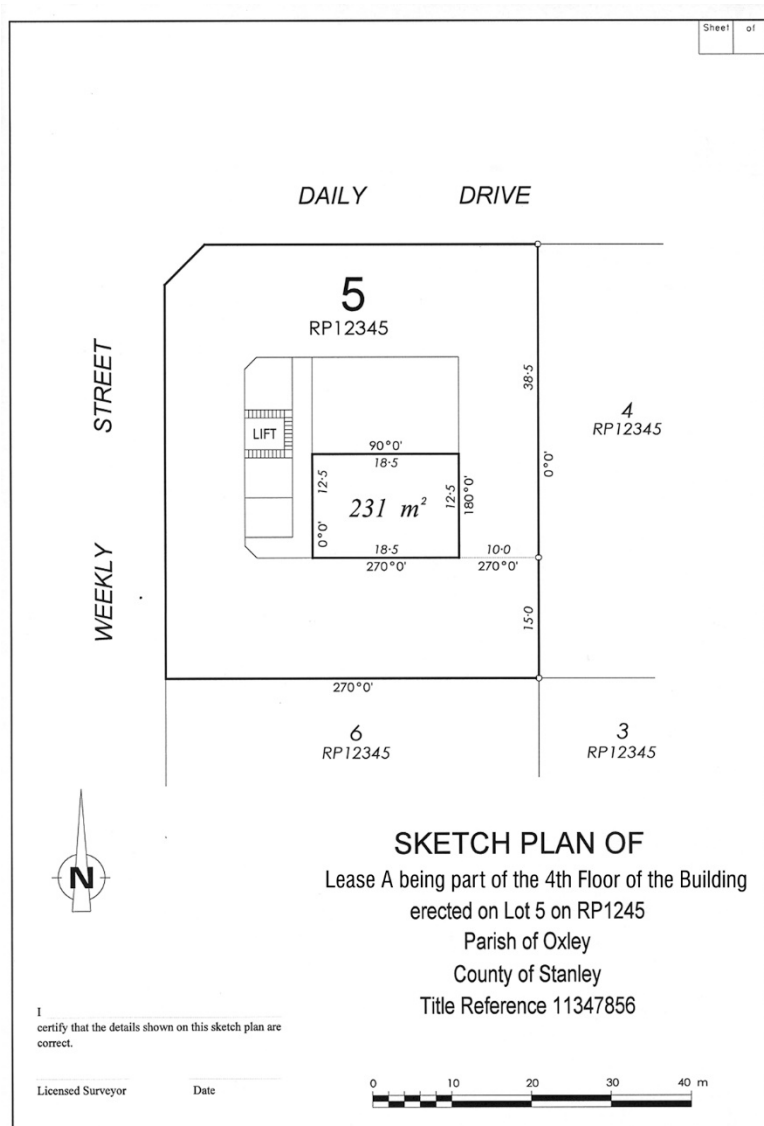 Sheet of
DAILY DRIVE
5
RP12345
WEEKLY STREET
38·5
4
RP12345
0°0'
LIFT
90°0'
18·5
12·5
0°0'
231 m²
12·5
180°0'
18·5
270°0'
10·0
270°0'
15·0
270°0'
6
RP12345
3
RP12345
N
SKETCH PLAN OF
Lease A being part of the 4th Floor of the Building
erected on Lot 5 on RP1245
Parish of Oxley
County of Stanley
Title Reference 11347856
I
certify that the details shown on this sketch plan are
correct.
Licensed Surveyor Date
0 10 20 30 40 m